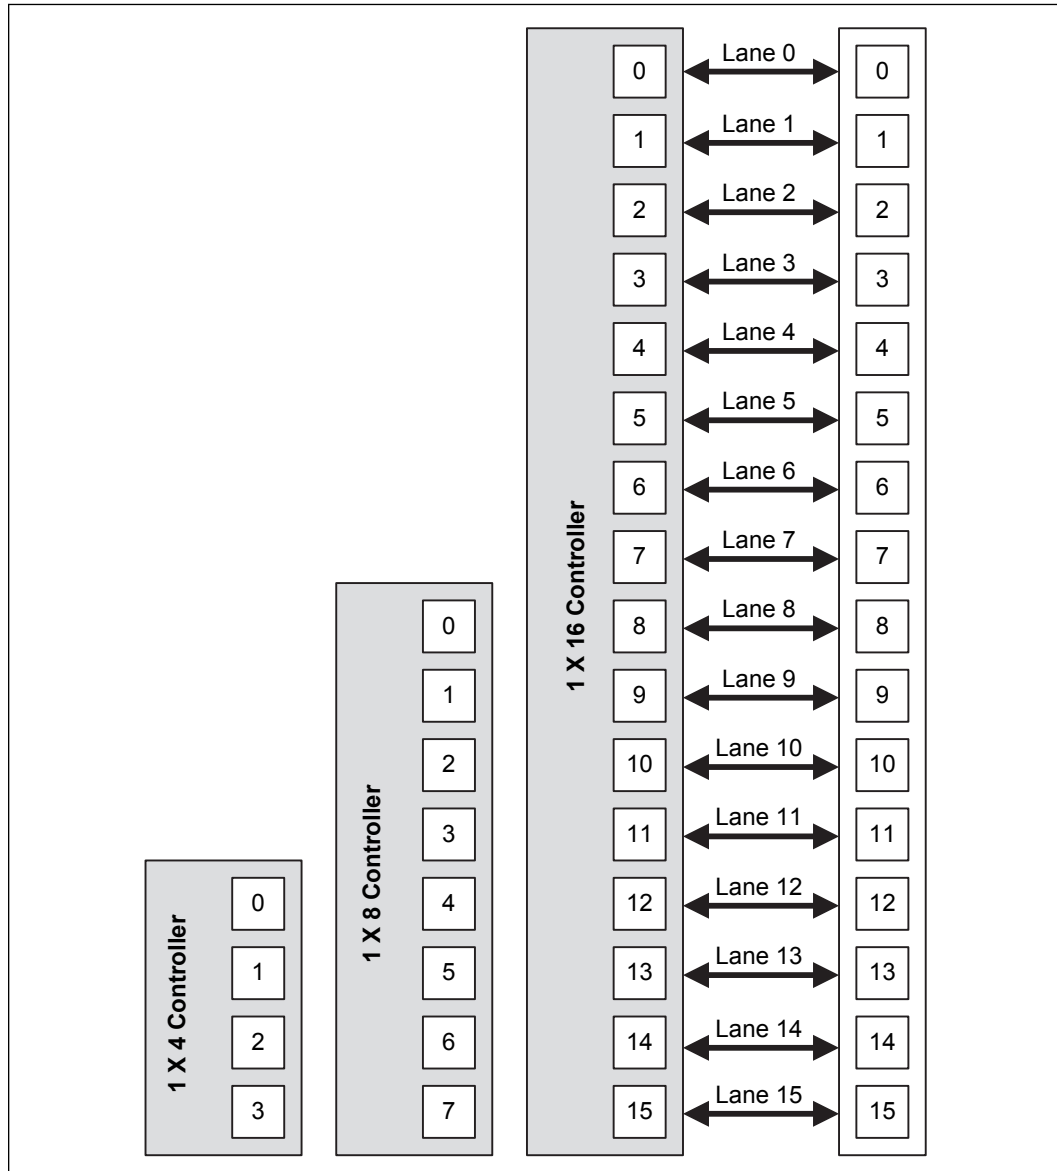 0 Lane 0 0
1 Lane 1 1
2 Lane 2 2
3 Lane 3 3
4 Lane 4 4
5 Lane 5 5
6 Lane 6 6
7 Lane 7 7
0 8 Lane 8 8
1 9 Lane 9 9
2 10 Lane 10 10
3 11 Lane 11 11
0 4 12 Lane 12 12
1 5 13 Lane 13 13
2 6 14 Lane 14 14
3 7 15 Lane 15 15
1 X 4 Controller
1 X 8 Controller
1 X 16 Controller